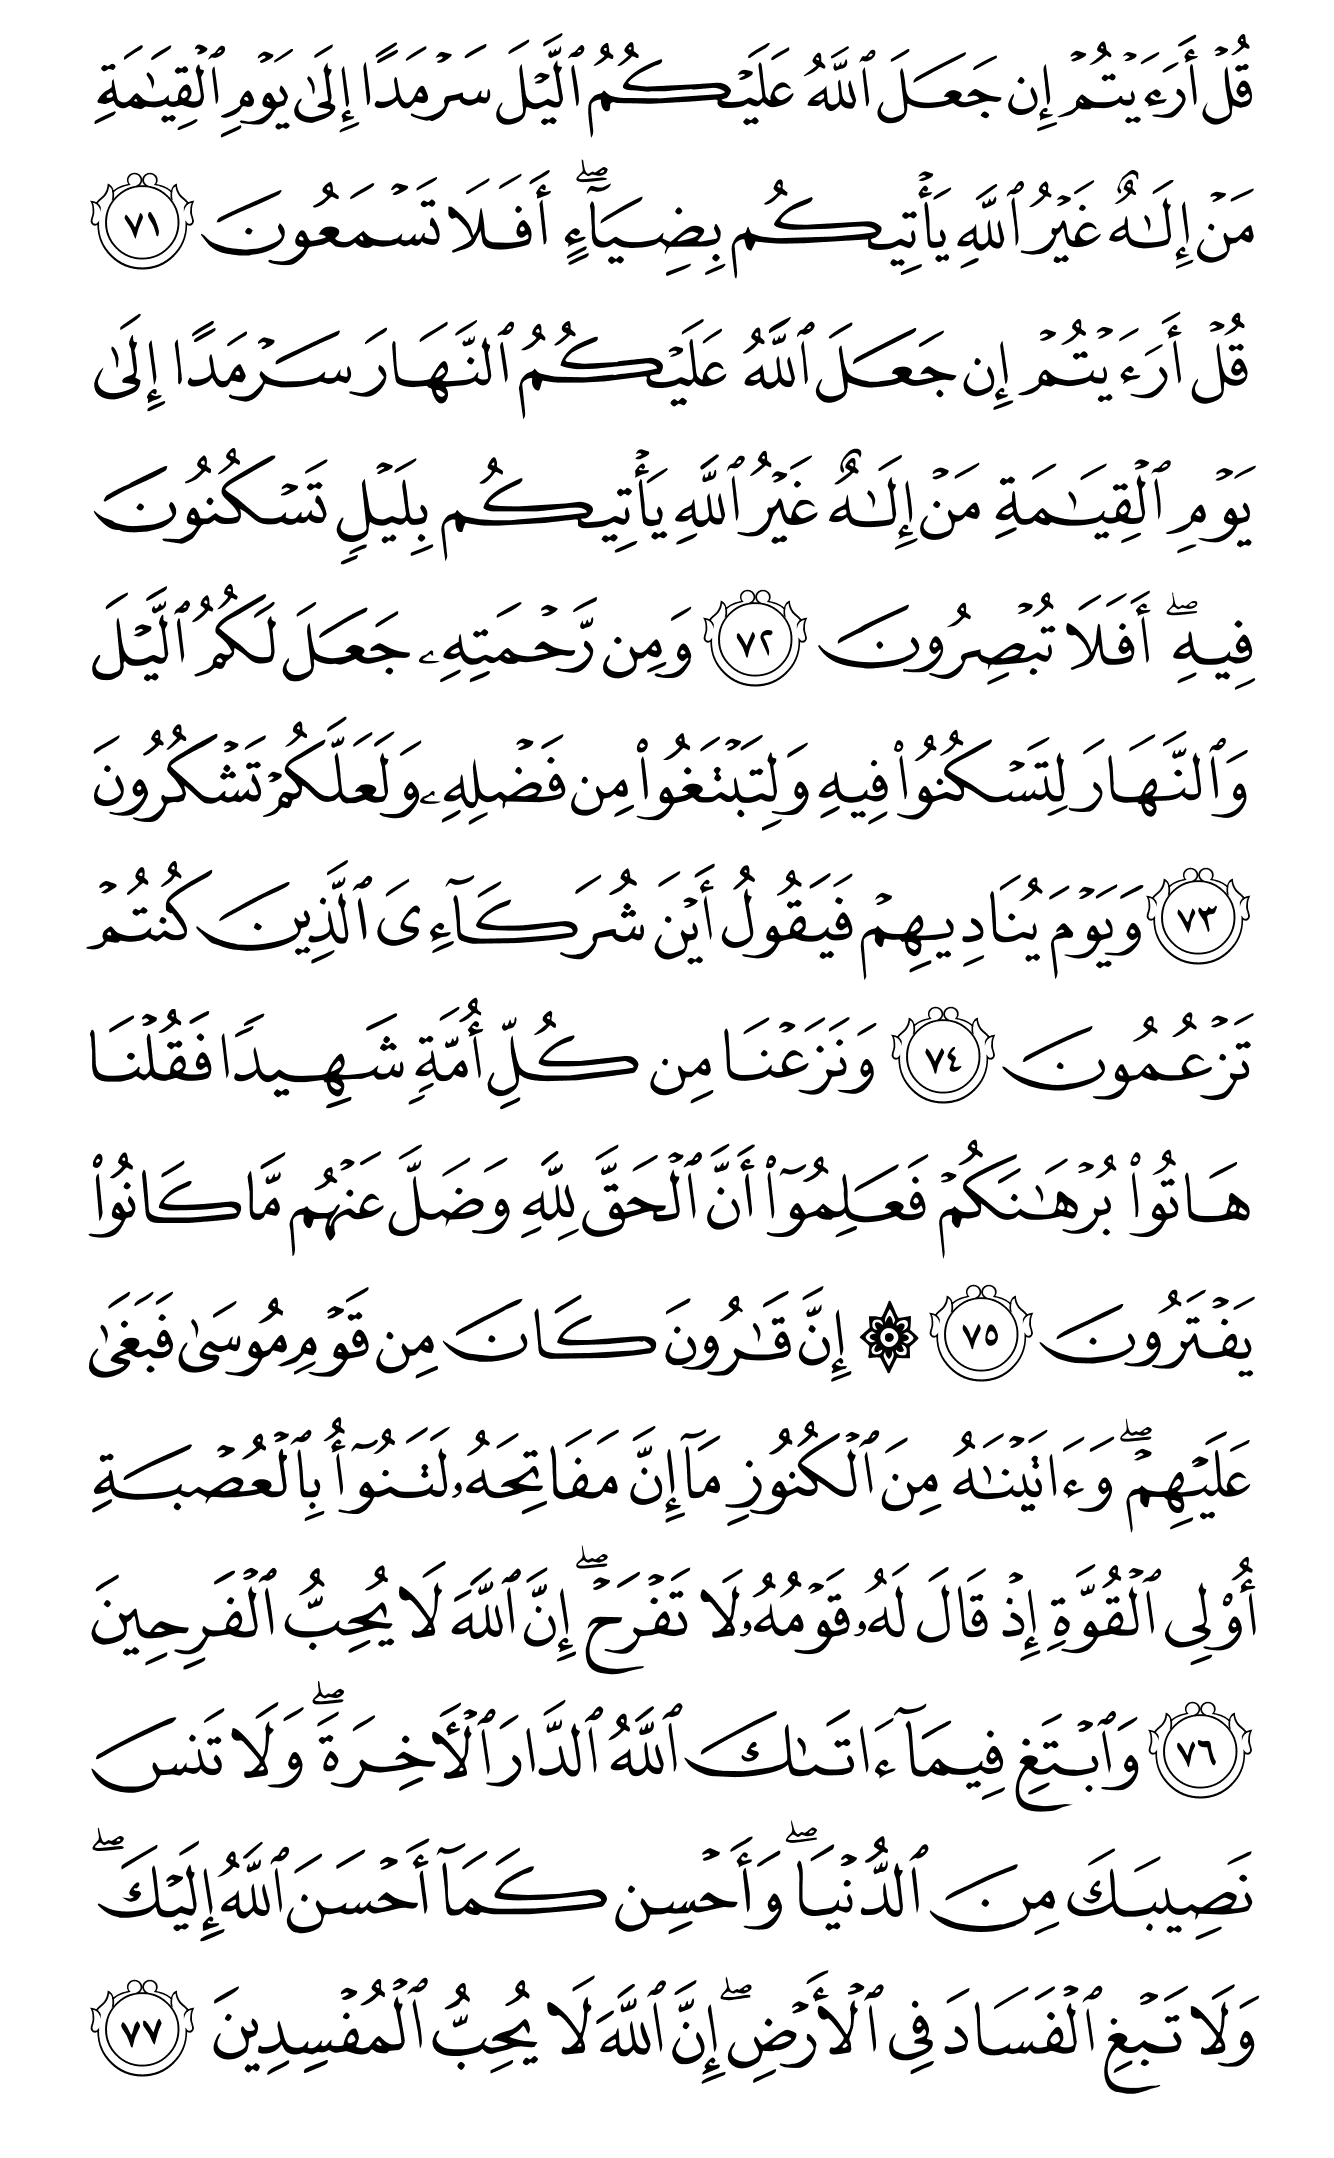 قُلۡ أَرَءَيۡتُمۡ إِن جَعَلَ ٱللَّهُ عَلَيۡكُمُ ٱلَّيۡلَ سَرۡمَدًا إِلَىٰ يَوۡمِ ٱلۡقِيَٰمَةِ
مَنۡ إِلَٰهٌ غَيۡرُ ٱللَّهِ يَأۡتِيكُم بِضِيَآءٍۖ أَفَلَا تَسۡمَعُونَ ٧١
قُلۡ أَرَءَيۡتُمۡ إِن جَعَلَ ٱللَّهُ عَلَيۡكُمُ ٱلنَّهَارَ سَرۡمَدًا إِلَىٰ
يَوۡمِ ٱلۡقِيَٰمَةِ مَنۡ إِلَٰهٌ غَيۡرُ ٱللَّهِ يَأۡتِيكُم بِلَيۡلٖ تَسۡكُنُونَ
فِيهِۖ أَفَلَا تُبۡصِرُونَ ٧٢ وَمِن رَّحۡمَتِهِۦ جَعَلَ لَكُمُ ٱلَّيۡلَ
وَٱلنَّهَارَ لِتَسۡكُنُواْ فِيهِ وَلِتَبۡتَغُواْ مِن فَضۡلِهِۦ وَلَعَلَّكُمۡ تَشۡكُرُونَ
٧٣ وَيَوۡمَ يُنَادِيهِمۡ فَيَقُولُ أَيۡنَ شُرَكَآءِيَ ٱلَّذِينَ كُنتُمۡ
تَزۡعُمُونَ ٧٤ وَنَزَعۡنَا مِن كُلِّ أُمَّةٖ شَهِيدٗا فَقُلۡنَا
هَاتُواْ بُرۡهَٰنَكُمۡ فَعَلِمُوٓاْ أَنَّ ٱلۡحَقَّ لِلَّهِ وَضَلَّ عَنۡهُم مَّا كَانُواْ
يَفۡتَرُونَ ٧٥ ۞ إِنَّ قَٰرُونَ كَانَ مِن قَوۡمِ مُوسَىٰ فَبَغَىٰ
عَلَيۡهِمۡۖ وَءَاتَيۡنَٰهُ مِنَ ٱلۡكُنُوزِ مَآ إِنَّ مَفَاتِحَهُۥ لَتَنُوٓأُ بِٱلۡعُصۡبَةِ
أُوْلِي ٱلۡقُوَّةِ إِذۡ قَالَ لَهُۥ قَوۡمُهُۥ لَا تَفۡرَحۡۖ إِنَّ ٱللَّهَ لَا يُحِبُّ ٱلۡفَرِحِينَ
٧٦ وَٱبۡتَغِ فِيمَآ ءَاتَىٰكَ ٱللَّهُ ٱلدَّارَ ٱلۡأٓخِرَةَۖ وَلَا تَنسَ
نَصِيبَكَ مِنَ ٱلدُّنۡيَاۖ وَأَحۡسِن كَمَآ أَحۡسَنَ ٱللَّهُ إِلَيۡكَۖ
وَلَا تَبۡغِ ٱلۡفَسَادَ فِي ٱلۡأَرۡضِۖ إِنَّ ٱللَّهَ لَا يُحِبُّ ٱلۡمُفۡسِدِينَ ٧٧